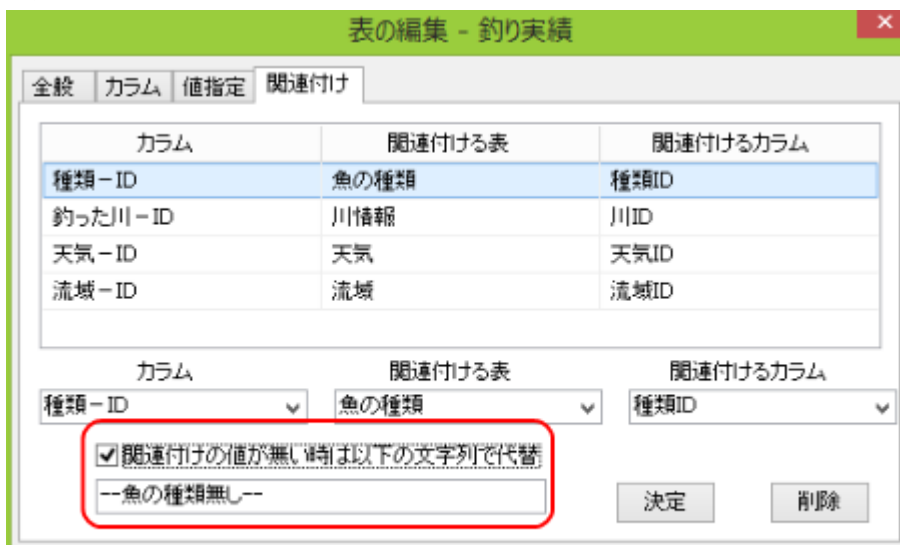 表の編集 - 釣り実績
全般 カラム 値指定 関連付け
カラム 関連付ける表 関連付けるカラム
種類－ID 魚の種類 種類ID
釣った川－ID 川情報 川ID
天気－ID 天気 天気ID
流域－ID 流域 流域ID
カラム 関連付ける表 関連付けるカラム
種類－ID 魚の種類 種類ID
関連付けの値が無い時は以下の文字列で代替
--魚の種類無し-- 決定 削除